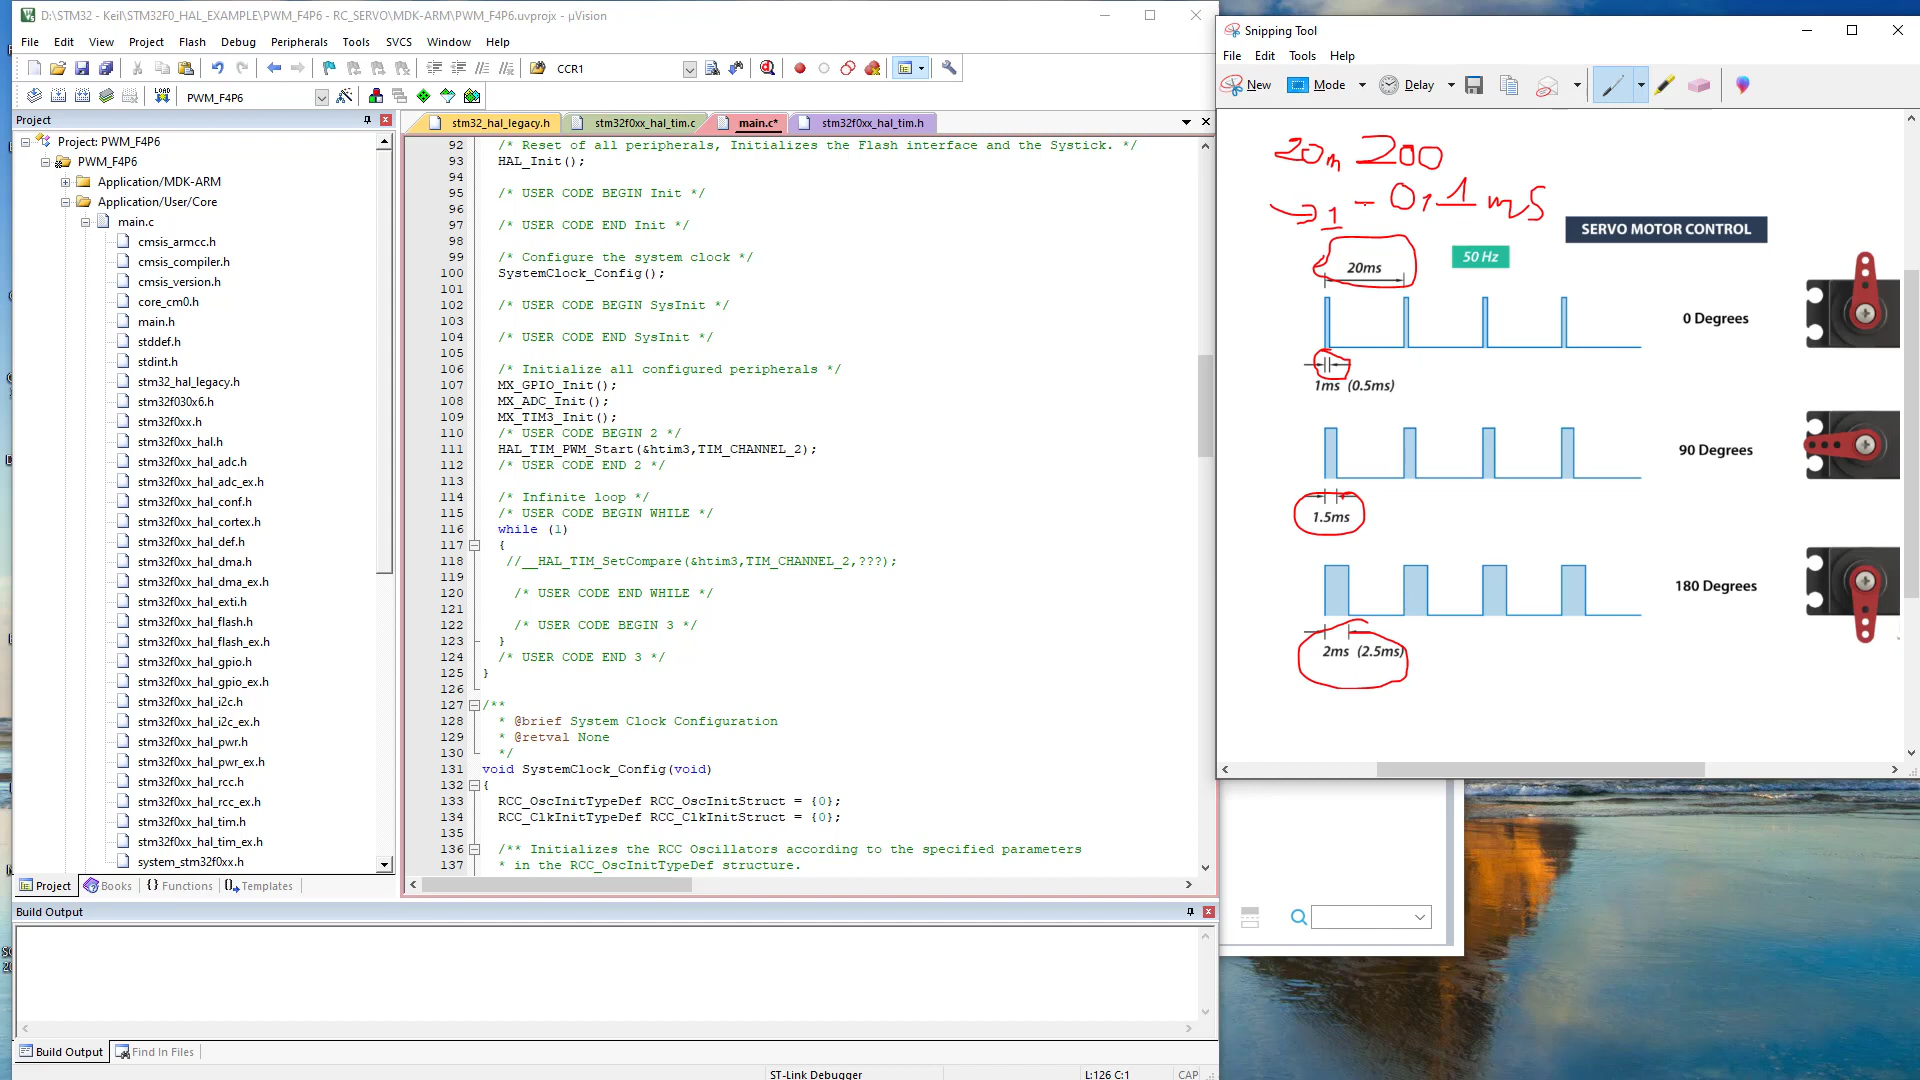 D:\STM32 - Keil\STM32F0_HAL_EXAMPLE\PWM_F4P6 - RC_SERVO\MDK-ARM\PWM_F4P6.uvprojx - µVision
File Edit View Project Flash Debug Peripherals Tools SVCS Window Help
CCR1
LOAD PWM_F4P6
Project
Project: PWM_F4P6
PWM_F4P6
Application/MDK-ARM
Application/User/Core
main.c
cmsis_armcc.h
cmsis_compiler.h
cmsis_version.h
core_cm0.h
main.h
stddef.h
stdint.h
stm32_hal_legacy.h
stm32f030x6.h
stm32f0xx.h
stm32f0xx_hal.h
stm32f0xx_hal_adc.h
stm32f0xx_hal_adc_ex.h
stm32f0xx_hal_conf.h
stm32f0xx_hal_cortex.h
stm32f0xx_hal_def.h
stm32f0xx_hal_dma.h
stm32f0xx_hal_dma_ex.h
stm32f0xx_hal_exti.h
stm32f0xx_hal_flash.h
stm32f0xx_hal_flash_ex.h
stm32f0xx_hal_gpio.h
stm32f0xx_hal_gpio_ex.h
stm32f0xx_hal_i2c.h
stm32f0xx_hal_i2c_ex.h
stm32f0xx_hal_pwr.h
stm32f0xx_hal_pwr_ex.h
stm32f0xx_hal_rcc.h
stm32f0xx_hal_rcc_ex.h
stm32f0xx_hal_tim.h
stm32f0xx_hal_tim_ex.h
system_stm32f0xx.h
Project Books {} Functions Templates
stm32_hal_legacy.h stm32f0xx_hal_tim.c main.c* stm32f0xx_hal_tim.h
92 /* Reset of all peripherals, Initializes the Flash interface and the Systick. */
93 HAL_Init();
94
95 /* USER CODE BEGIN Init */
96
97 /* USER CODE END Init */
98
99 /* Configure the system clock */
100 SystemClock_Config();
101
102 /* USER CODE BEGIN SysInit */
103
104 /* USER CODE END SysInit */
105
106 /* Initialize all configured peripherals */
107 MX_GPIO_Init();
108 MX_ADC_Init();
109 MX_TIM3_Init();
110 /* USER CODE BEGIN 2 */
111 HAL_TIM_PWM_Start(&htim3,TIM_CHANNEL_2);
112 /* USER CODE END 2 */
113
114 /* Infinite loop */
115 /* USER CODE BEGIN WHILE */
116 while (1)
117 {
118 //__HAL_TIM_SetCompare(&htim3,TIM_CHANNEL_2,???);
119
120 /* USER CODE END WHILE */
121
122 /* USER CODE BEGIN 3 */
123 }
124 /* USER CODE END 3 */
125 }
126
127 /**
128 * @brief System Clock Configuration
129 * @retval None
130 */
131 void SystemClock_Config(void)
132 {
133 RCC_OscInitTypeDef RCC_OscInitStruct = {0};
134 RCC_ClkInitTypeDef RCC_ClkInitStruct = {0};
135
136 /** Initializes the RCC Oscillators according to the specified parameters
137 * in the RCC_OscInitTypeDef structure.
Build Output
Build Output Find In Files
ST-Link Debugger L:126 C:1 CAP
Snipping Tool
File Edit Tools Help
New Mode Delay
20m 200
→ 1 - 0,1 mS
SERVO MOTOR CONTROL
50 Hz
20ms
0 Degrees
1ms (0.5ms)
90 Degrees
1.5ms
180 Degrees
2ms (2.5ms)